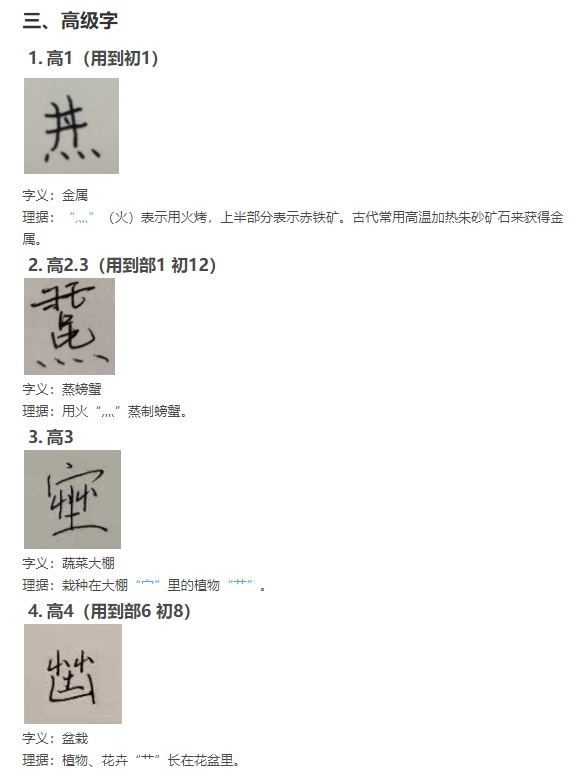 三、高级字
1. 高1（用到初1）
字义：金属
理据：“灬”（火）表示用火烤，上半部分表示赤铁矿。古代常用高温加热朱砂矿石来获得金
属。
2. 高2.3（用到部1 初12）
字义：蒸螃蟹
理据：用火“灬”蒸制螃蟹。
3. 高3
字义：蔬菜大棚
理据：栽种在大棚“宀”里的植物“艹”。
4. 高4（用到部6 初8）
字义：盆栽
理据：植物、花卉“艹”长在花盆里。